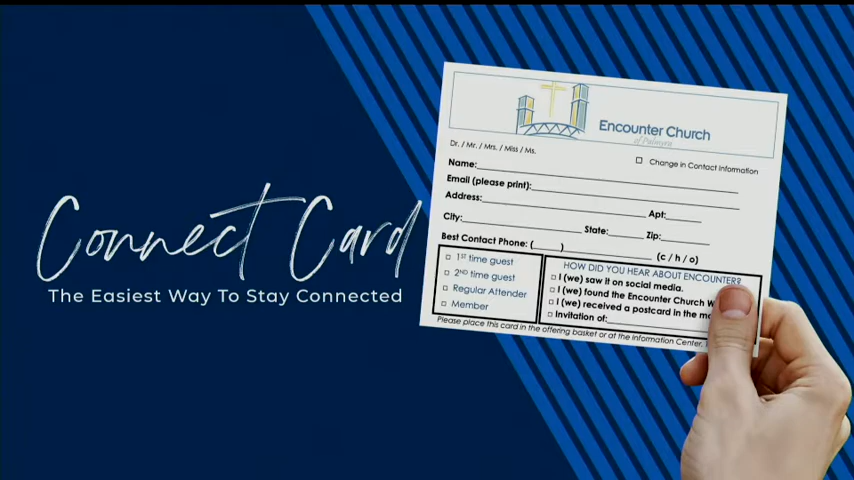 Connect Card
The Easiest Way To Stay Connected
Encounter Church
of Palmyra
Dr. / Mr. / Mrs. / Miss / Ms.
Change in Contact Information
Name:
Email (please print):
Address:
Apt:
City:
State:
Zip:
Best Contact Phone: (     )
(c / h / o)
1ST time guest
2ND time guest
Regular Attender
Member
HOW DID YOU HEAR ABOUT ENCOUNTER?
I (we) saw it on social media.
I (we) found the Encounter Church
I (we) received a postcard in the
Invitation of:
Please place this card in the offering basket or at the Information Center.